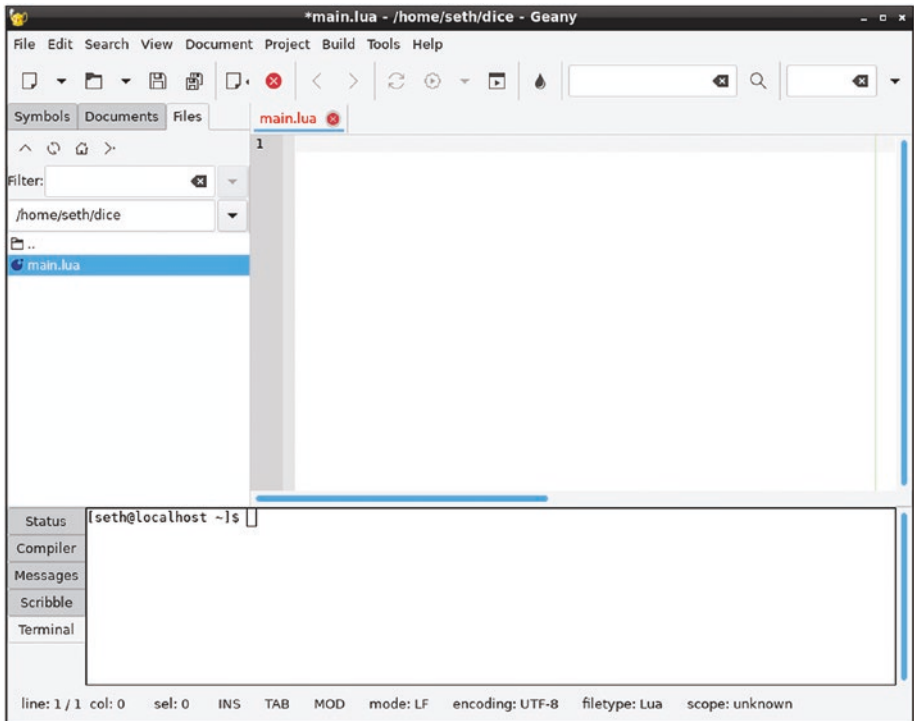 *main.lua - /home/seth/dice - Geany
File Edit Search View Document Project Build Tools Help
Symbols Documents Files
main.lua
1
Filter:
/home/seth/dice
..
main.lua
Status
[seth@localhost ~]$
Compiler
Messages
Scribble
Terminal
line: 1 / 1 col: 0 sel: 0 INS TAB MOD mode: LF encoding: UTF-8 filetype: Lua scope: unknown